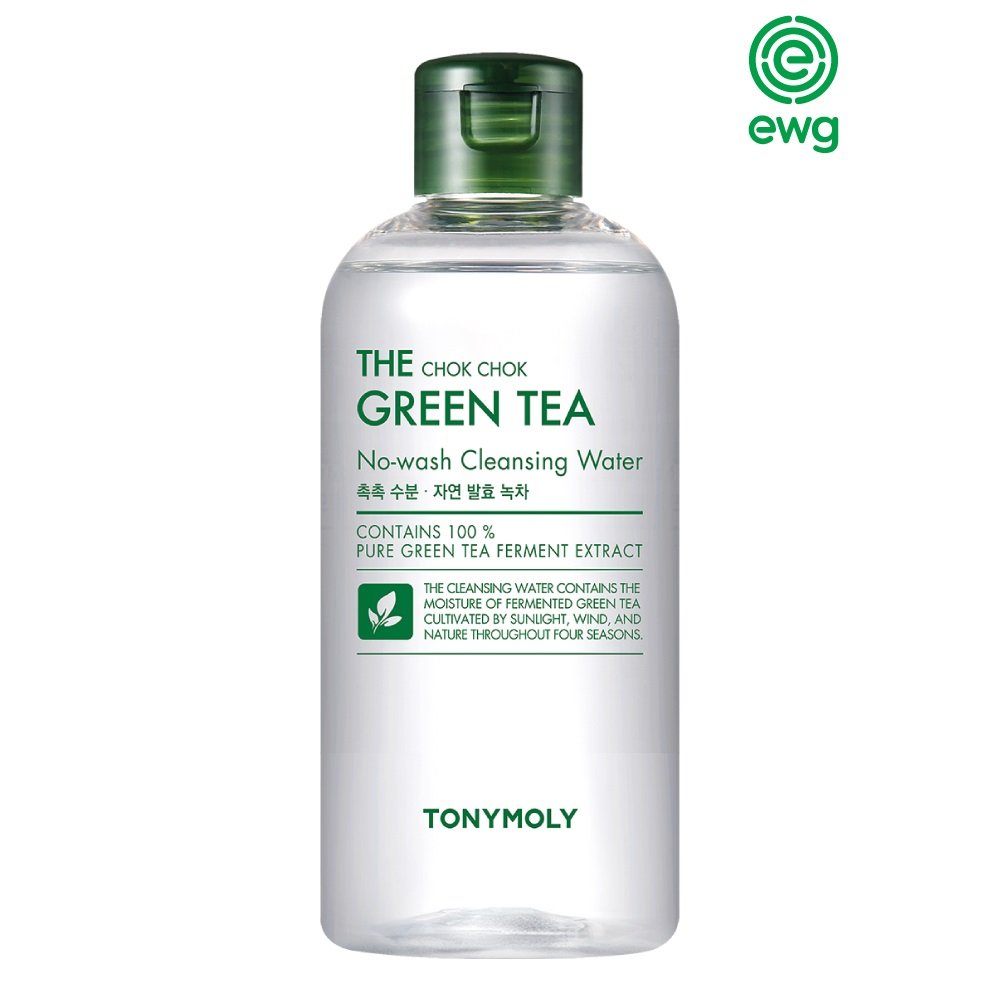 ewg
THE CHOK CHOK
GREEN TEA
No-wash Cleansing Water
촉촉 수분 · 자연 발효 녹차
CONTAINS 100 %
PURE GREEN TEA FERMENT EXTRACT
THE CLEANSING WATER CONTAINS THE
MOISTURE OF FERMENTED GREEN TEA
CULTIVATED BY SUNLIGHT, WIND, AND
NATURE THROUGHOUT FOUR SEASONS.
TONYMOLY